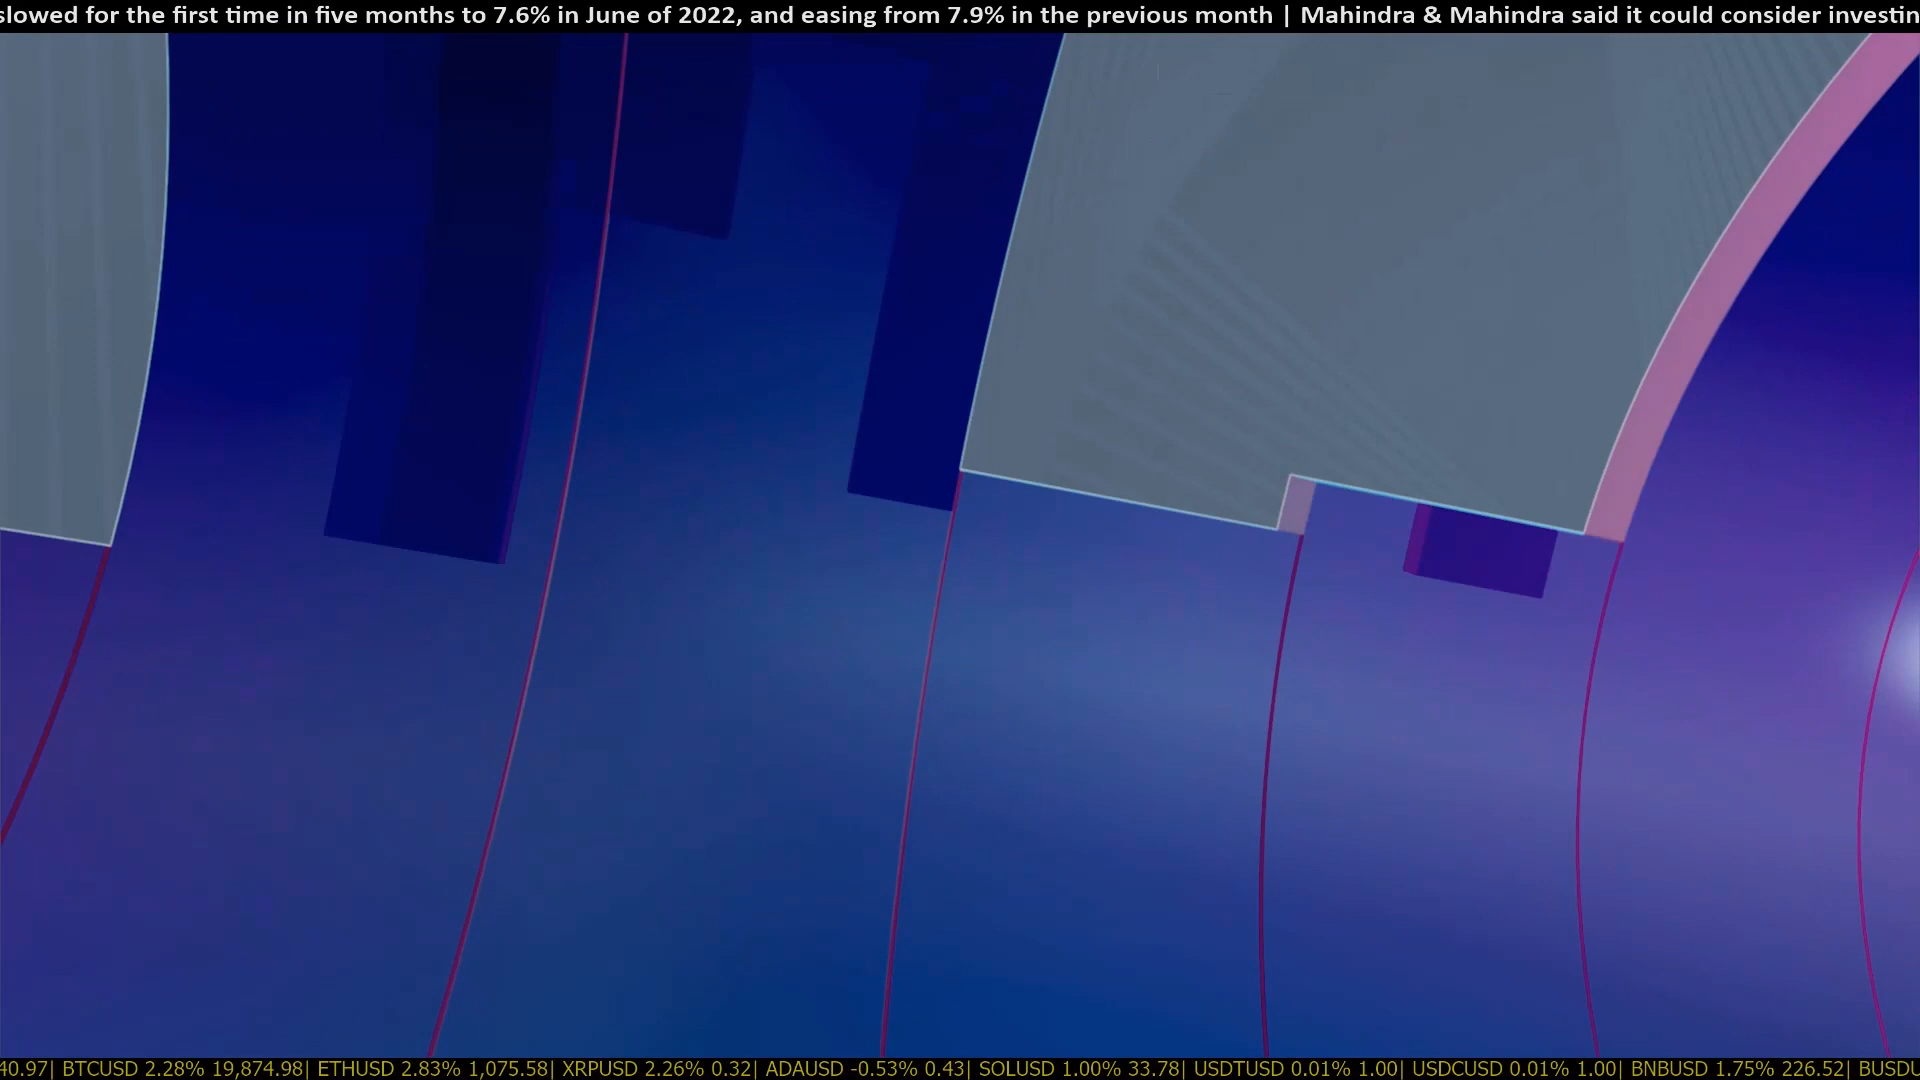 slowed for the first time in five months to 7.6% in June of 2022, and easing from 7.9% in the previous month | Mahindra & Mahindra said it could consider investin
40.97| BTCUSD 2.28% 19,874.98| ETHUSD 2.83% 1,075.58| XRPUSD 2.26% 0.32| ADAUSD -0.53% 0.43| SOLUSD 1.00% 33.78| USDTUSD 0.01% 1.00| USDCUSD 0.01% 1.00| BNBUSD 1.75% 226.52| BUSDU